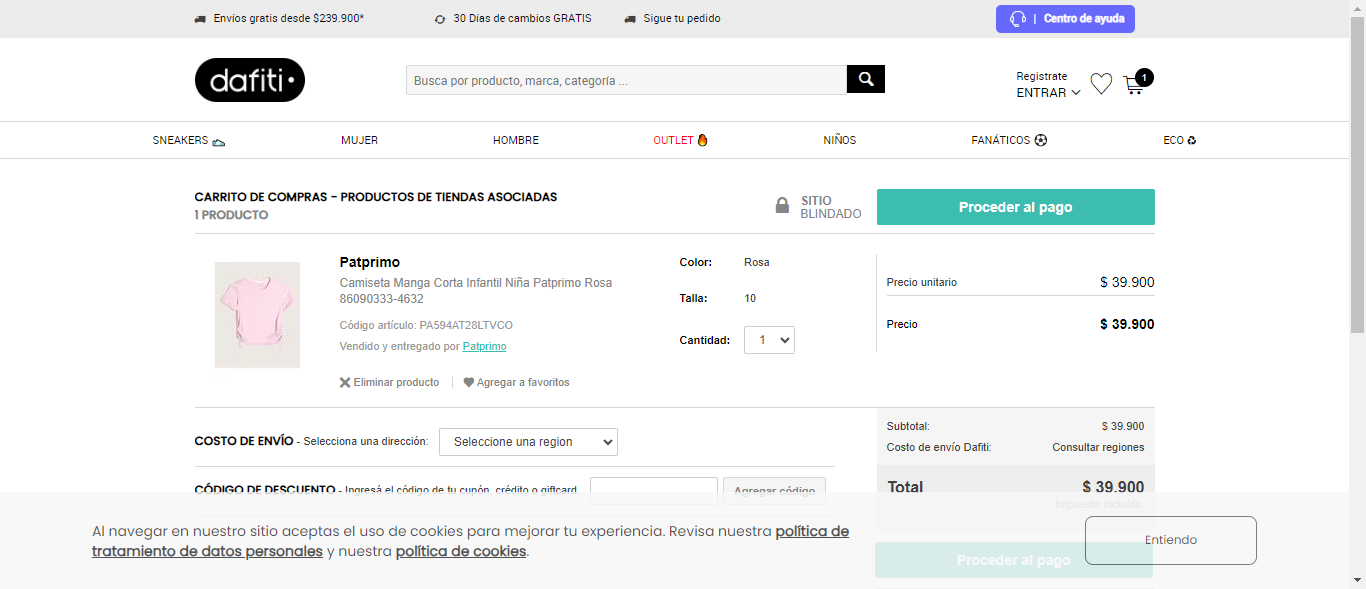 Envíos gratis desde $239.900*
30 Días de cambios GRATIS
Sigue tu pedido
| Centro de ayuda
dafiti
Busca por producto, marca, categoría ...
Registrate
ENTRAR
1
SNEAKERS
MUJER
HOMBRE
OUTLET
NIÑOS
FANÁTICOS
ECO
CARRITO DE COMPRAS - PRODUCTOS DE TIENDAS ASOCIADAS
1 PRODUCTO
SITIO
BLINDADO
Proceder al pago
Patprimo
Camiseta Manga Corta Infantil Niña Patprimo Rosa
86090333-4632
Código artículo: PA594AT28LTVCO
Vendido y entregado por Patprimo
Eliminar producto
Agregar a favoritos
Color: Rosa
Talla: 10
Cantidad: 1
Precio unitario $ 39.900
Precio $ 39.900
COSTO DE ENVÍO - Selecciona una dirección: Seleccione una region
CÓDIGO DE DESCUENTO - Ingresá el código de tu cupón, crédito o giftcard
Agregar código
Subtotal: $ 39.900
Costo de envío Dafiti: Consultar regiones
Total $ 39.900
Impuesto incluido.
Proceder al pago
Al navegar en nuestro sitio aceptas el uso de cookies para mejorar tu experiencia. Revisa nuestra política de
tratamiento de datos personales y nuestra política de cookies.
Entiendo